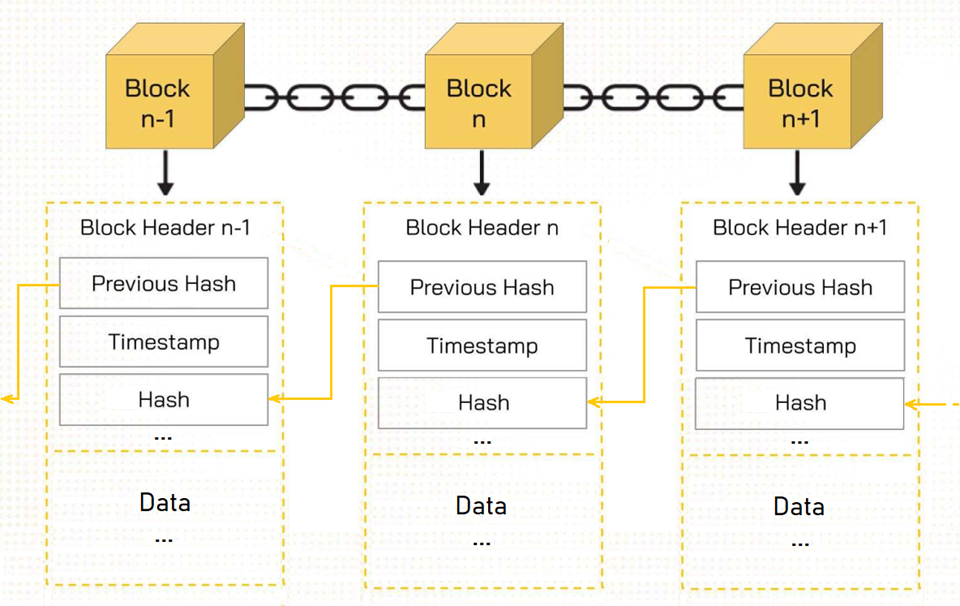 Block
n-1
Block
n
Block
n+1
Block Header n-1
Previous Hash
Timestamp
Hash
...
Data
...
Block Header n
Previous Hash
Timestamp
Hash
...
Data
...
Block Header n+1
Previous Hash
Timestamp
Hash
...
Data
...